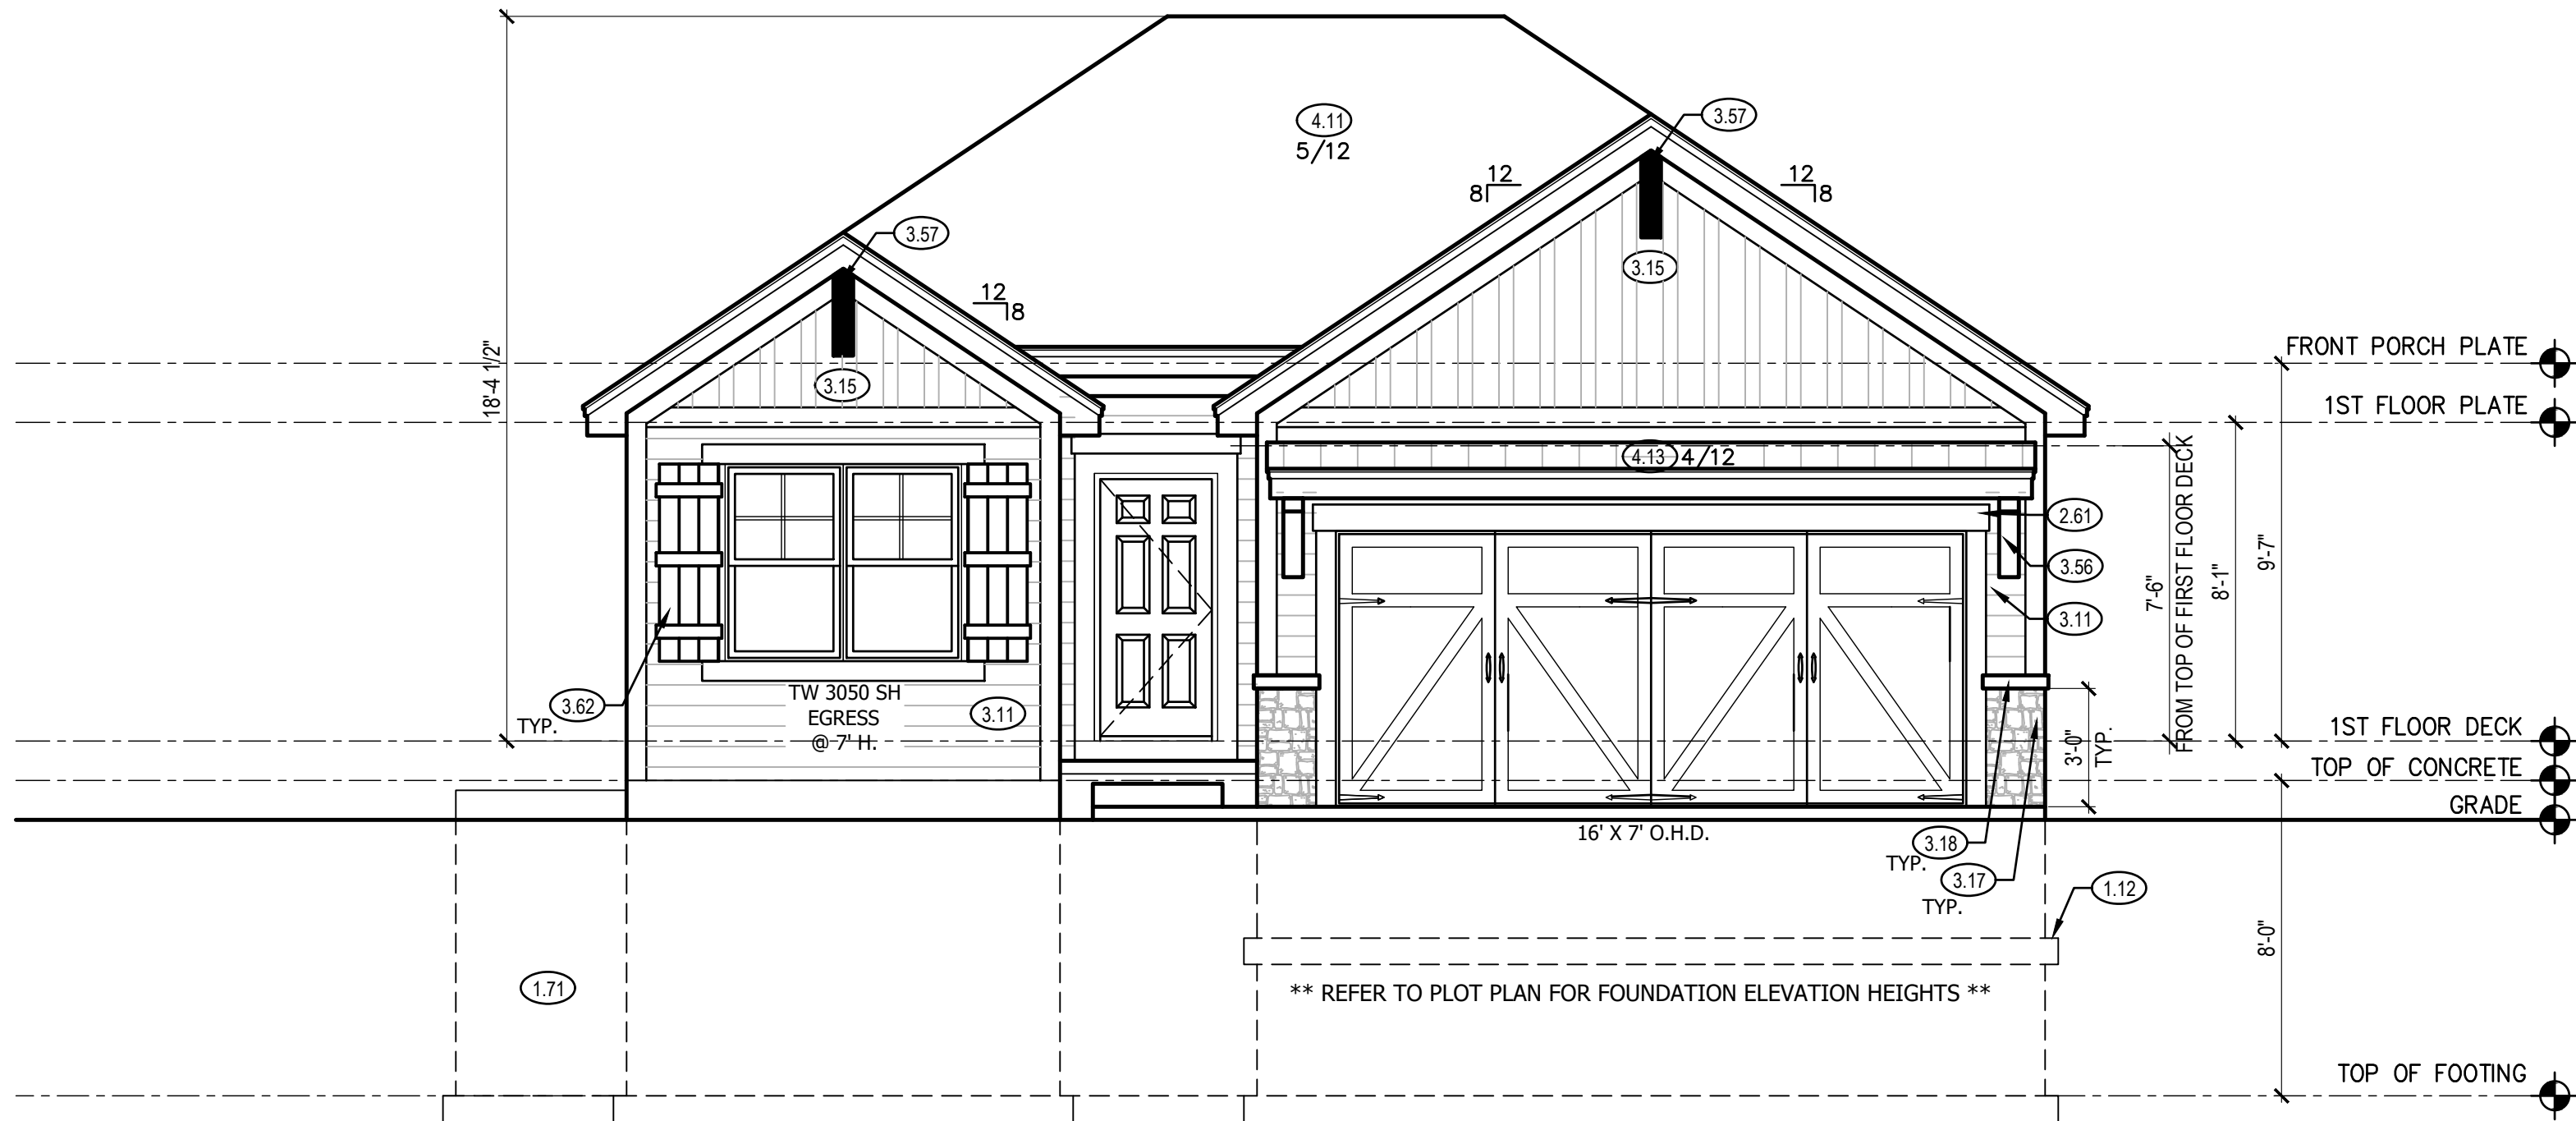 3.57
4.11
5/12
12
8
12
8
3.57
3.15
12
8
18'-4 1/2"
FRONT PORCH PLATE
3.15
1ST FLOOR PLATE
4.13 4/12
2.61
3.56
3.11
7'-6"
FROM TOP OF FIRST FLOOR DECK
8'-1"
9'-7"
TW 3050 SH
EGRESS
@ 7' H.
3.62
TYP.
3.11
1ST FLOOR DECK
3'-0"
TYP.
TOP OF CONCRETE
GRADE
16' X 7' O.H.D.
3.18
TYP.
3.17
TYP.
1.12
8'-0"
1.71
** REFER TO PLOT PLAN FOR FOUNDATION ELEVATION HEIGHTS **
TOP OF FOOTING